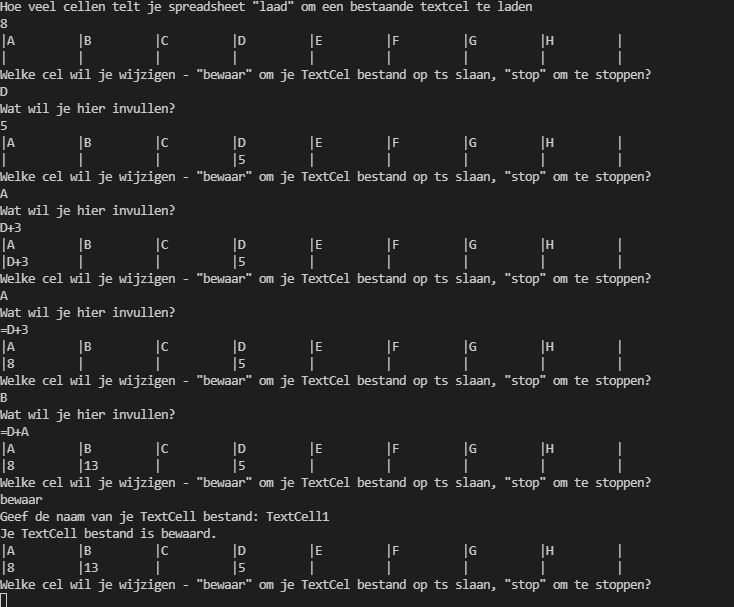 Hoe veel cellen telt je spreadsheet "laad" om een bestaande textcel te laden
8
|A |B |C |D |E |F |G |H |
| | | | | | | | |
Welke cel wil je wijzigen - "bewaar" om je TextCel bestand op ts slaan, "stop" om te stoppen?
D
Wat wil je hier invullen?
5
|A |B |C |D |E |F |G |H |
| | | |5 | | | | |
Welke cel wil je wijzigen - "bewaar" om je TextCel bestand op ts slaan, "stop" om te stoppen?
A
Wat wil je hier invullen?
D+3
|A |B |C |D |E |F |G |H |
|D+3 | | |5 | | | | |
Welke cel wil je wijzigen - "bewaar" om je TextCel bestand op ts slaan, "stop" om te stoppen?
A
Wat wil je hier invullen?
=D+3
|A |B |C |D |E |F |G |H |
|8 | | |5 | | | | |
Welke cel wil je wijzigen - "bewaar" om je TextCel bestand op ts slaan, "stop" om te stoppen?
B
Wat wil je hier invullen?
=D+A
|A |B |C |D |E |F |G |H |
|8 |13 | |5 | | | | |
Welke cel wil je wijzigen - "bewaar" om je TextCel bestand op ts slaan, "stop" om te stoppen?
bewaar
Geef de naam van je TextCell bestand: TextCell1
Je TextCell bestand is bewaard.
|A |B |C |D |E |F |G |H |
|8 |13 | |5 | | | | |
Welke cel wil je wijzigen - "bewaar" om je TextCel bestand op ts slaan, "stop" om te stoppen?